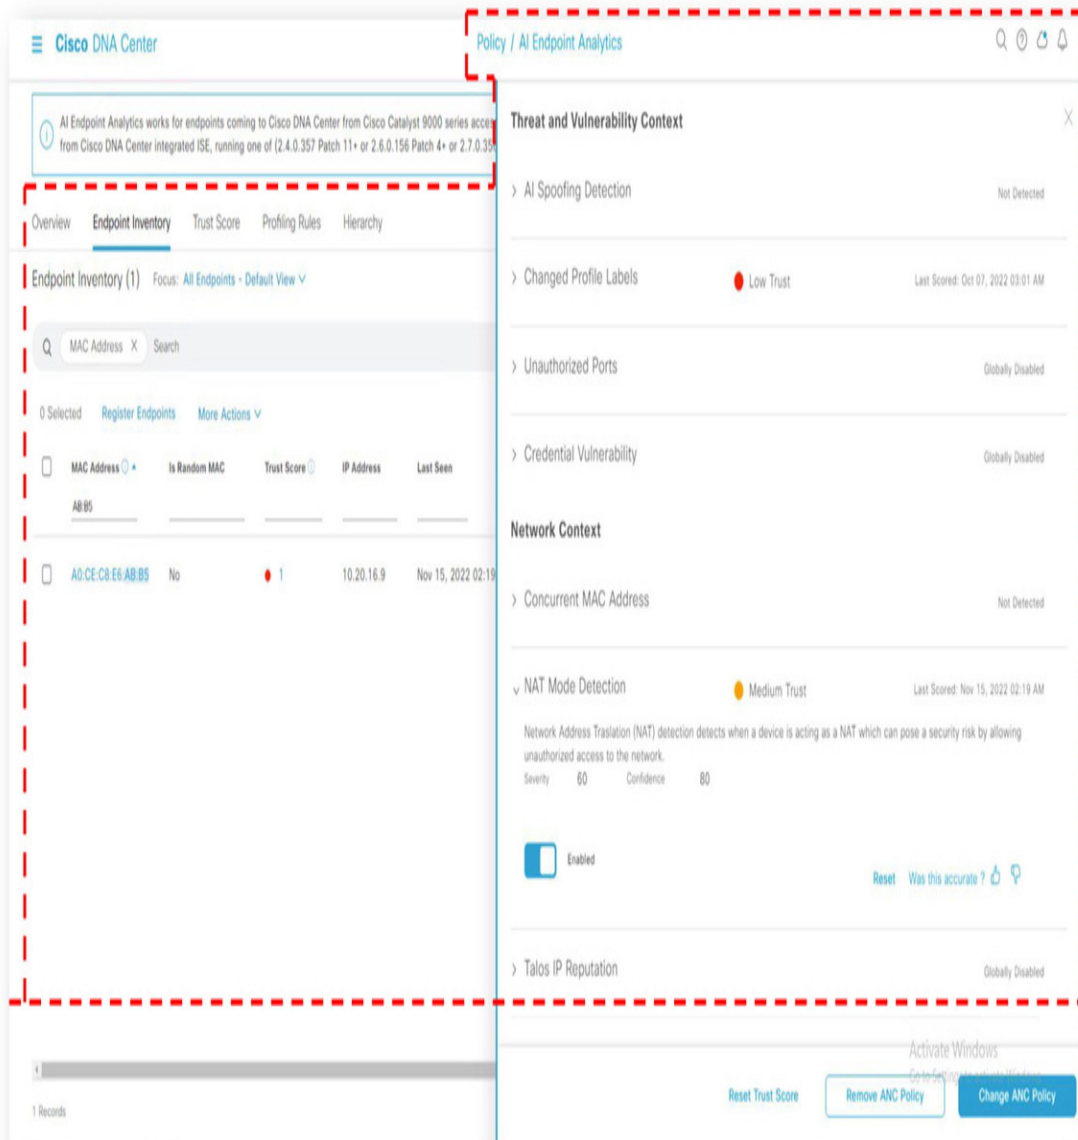 Cisco DNA Center
Policy / AI Endpoint Analytics
AI Endpoint Analytics works for endpoints coming to Cisco DNA Center from Cisco Catalyst 9000 series
from Cisco DNA Center integrated ISE, running one of (2.4.0.357 Patch 11+ or 2.6.0.156 Patch 4+ or
Overview Endpoint Inventory Trust Score Profiling Rules Hierarchy
Endpoint Inventory (1) Focus: All Endpoints - Default View
MAC Address X Search
0 Selected Register Endpoints More Actions
MAC Address Is Random MAC Trust Score IP Address Last Seen
AB:B5
A0:CE:C8:E6:AB:B5 No 1 10.20.16.9 Nov 15, 2022 02:19
1 Records
Threat and Vulnerability Context
AI Spoofing Detection Not Detected
Changed Profile Labels Low Trust Last Scored: Oct 07, 2022 03:01 AM
Unauthorized Ports Globally Disabled
Credential Vulnerability Globally Disabled
Network Context
Concurrent MAC Address Not Detected
NAT Mode Detection Medium Trust Last Scored: Nov 15, 2022 02:19 AM
Network Address Traslation (NAT) detection detects when a device is acting as a NAT which can pose a security risk by allowing
unauthorized access to the network.
Severity 60 Confidence 80
Enabled
Reset Was this accurate ?
Talos IP Reputation Globally Disabled
Activate Windows
Go to Settings to activate Windows.
Reset Trust Score Remove ANC Policy Change ANC Policy